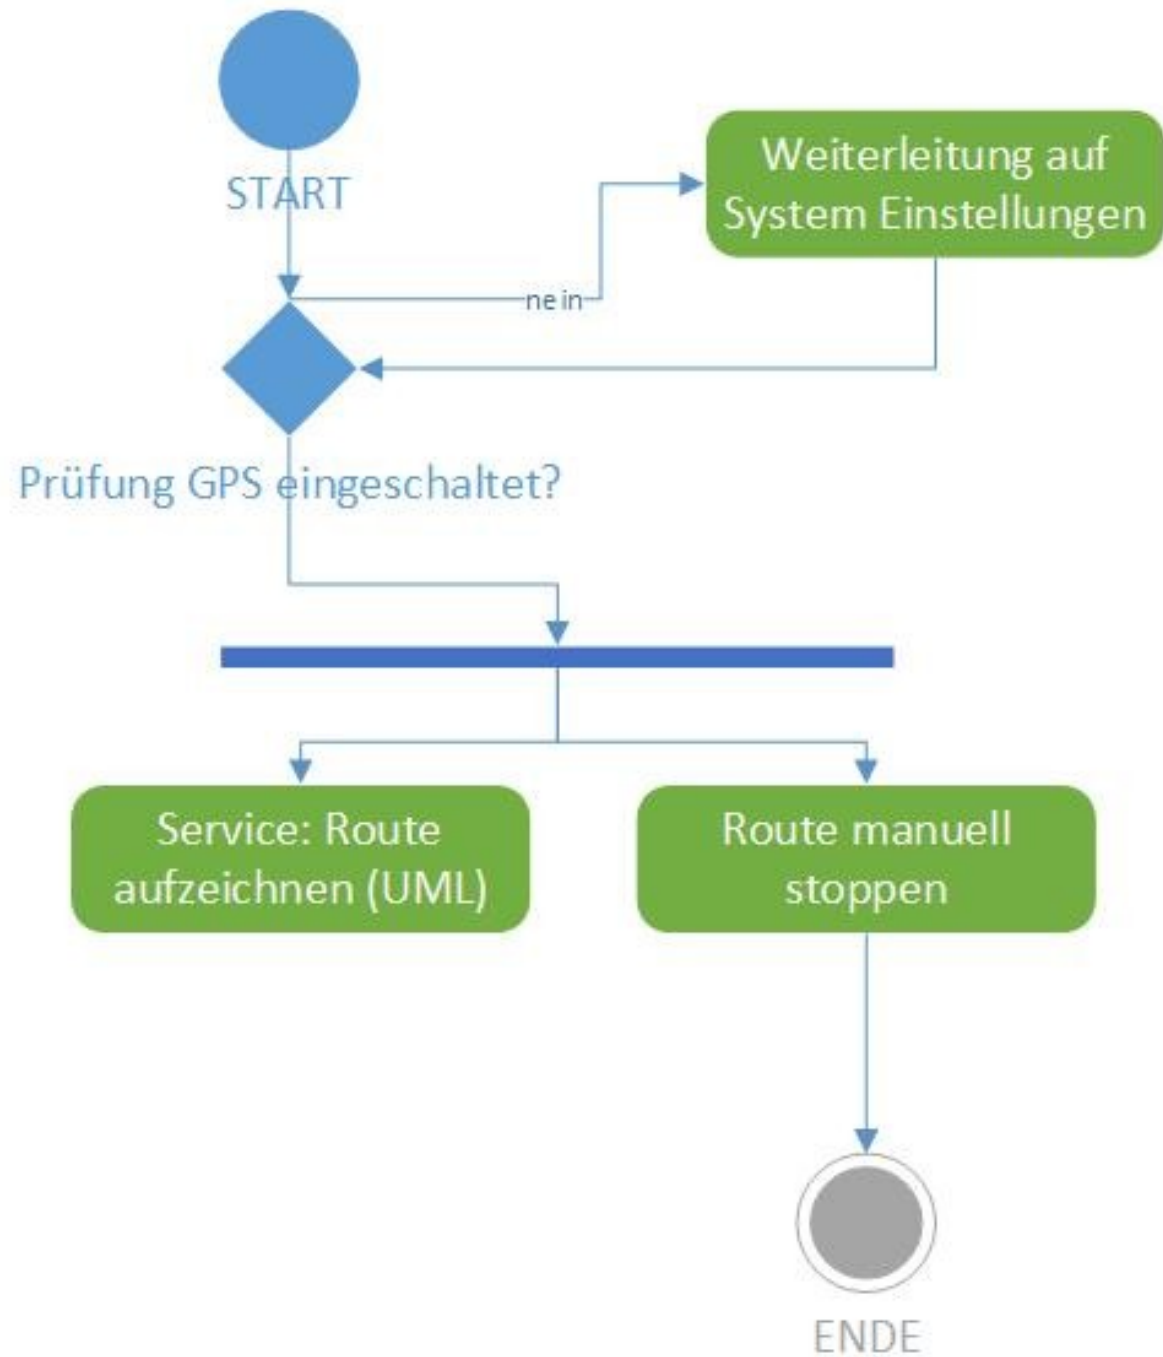 START
Weiterleitung auf
System Einstellungen
nein
Prüfung GPS eingeschaltet?
Service: Route
aufzeichnen (UML)
Route manuell
stoppen
ENDE